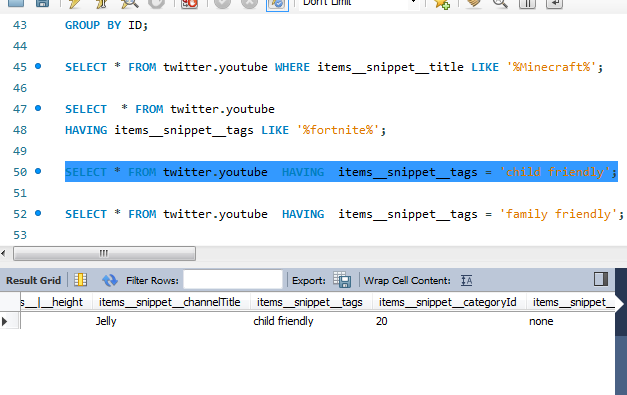 Don't Limit
43 GROUP BY ID;
44
45 SELECT * FROM twitter.youtube WHERE items__snippet__title LIKE '%Minecraft%';
46
47 SELECT  * FROM twitter.youtube
48 HAVING items__snippet__tags LIKE '%fortnite%';
49
50 SELECT * FROM twitter.youtube  HAVING  items__snippet__tags = 'child friendly';
51
52 SELECT * FROM twitter.youtube  HAVING  items__snippet__tags = 'family friendly';
53
Result Grid Filter Rows: Export: Wrap Cell Content:
s__|__height items__snippet__channelTitle items__snippet__tags items__snippet__categoryId items__snippet__
Jelly child friendly 20 none